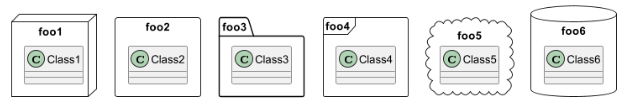 foo1
foo2
foo3
foo4
foo5
foo6
C Class1
C Class2
C Class3
C Class4
C Class5
C Class6